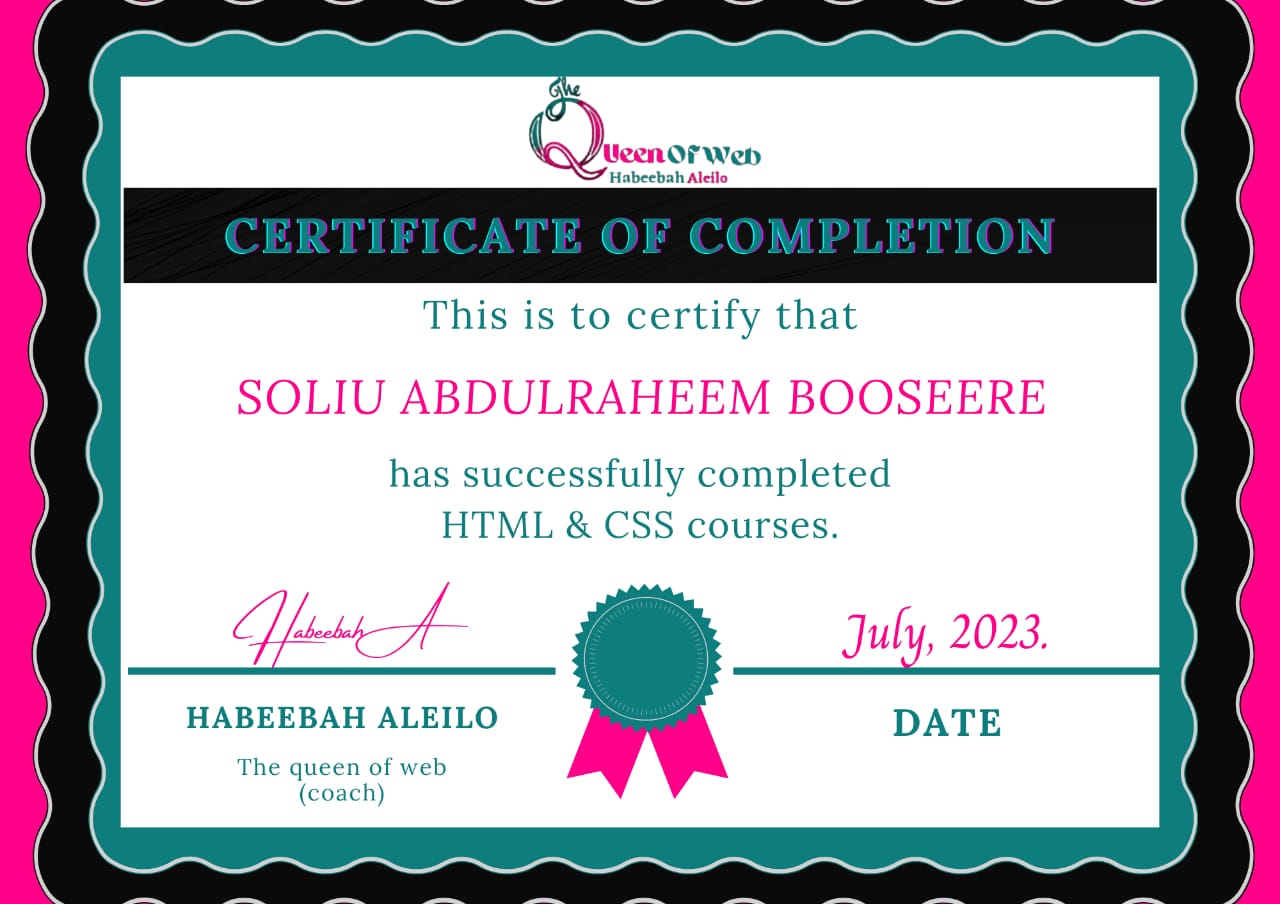 The
Queen Of Web
Habeebah Aleilo
CERTIFICATE OF COMPLETION
This is to certify that
SOLIU ABDULRAHEEM BOOSEERE
has successfully completed
HTML & CSS courses.
Habeebah A
July, 2023.
HABEEBAH ALEILO
DATE
The queen of web
(coach)